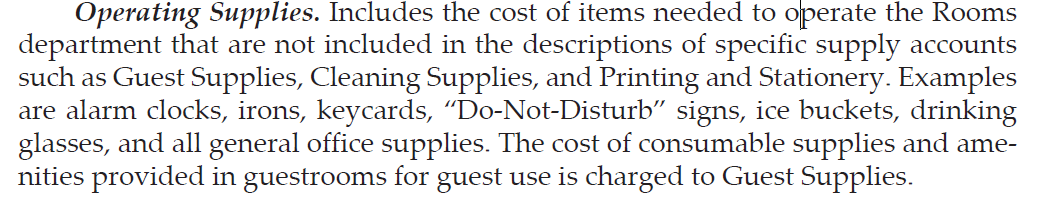 Operating Supplies. Includes the cost of items needed to operate the Rooms
department that are not included in the descriptions of specific supply accounts
such as Guest Supplies, Cleaning Supplies, and Printing and Stationery. Examples
are alarm clocks, irons, keycards, “Do-Not-Disturb” signs, ice buckets, drinking
glasses, and all general office supplies. The cost of consumable supplies and ame-
nities provided in guestrooms for guest use is charged to Guest Supplies.